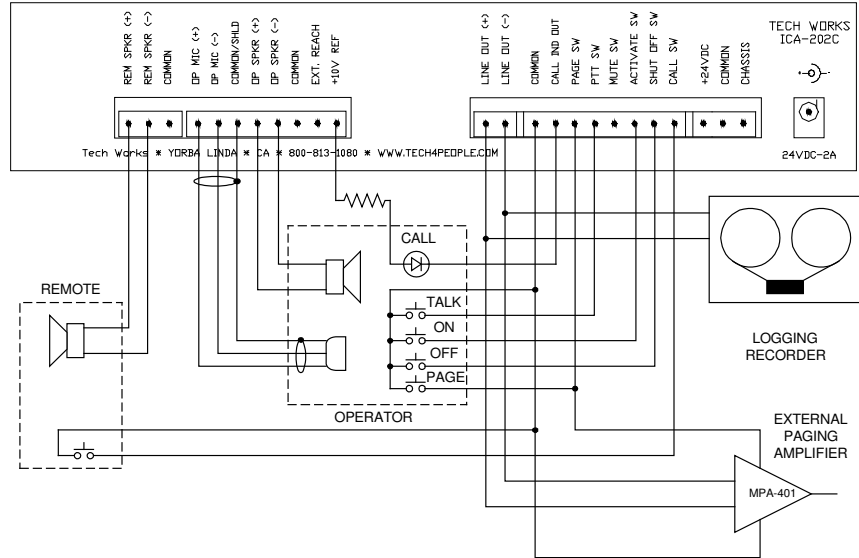 REM SPKR (+)
REM SPKR (-)
COMMON
OP MIC (+)
OP MIC (-)
COMMON/SHLD
OP SPKR (+)
OP SPKR (-)
COMMON
EXT. REACH
+10V REF
LINE OUT (+)
LINE OUT (-)
COMMON
CALL IND OUT
PAGE SW
PTT SW
MUTE SW
ACTIVATE SW
SHUT OFF SW
CALL SW
+24VDC
COMMON
CHASSIS
TECH WORKS
ICA-202C
24VDC-2A
Tech Works * YORBA LINDA * CA * 800-813-1080 * WWW.TECH4PEOPLE.COM
CALL
REMOTE
TALK
ON
OFF
PAGE
OPERATOR
LOGGING
RECORDER
EXTERNAL
PAGING
AMPLIFIER
MPA-401